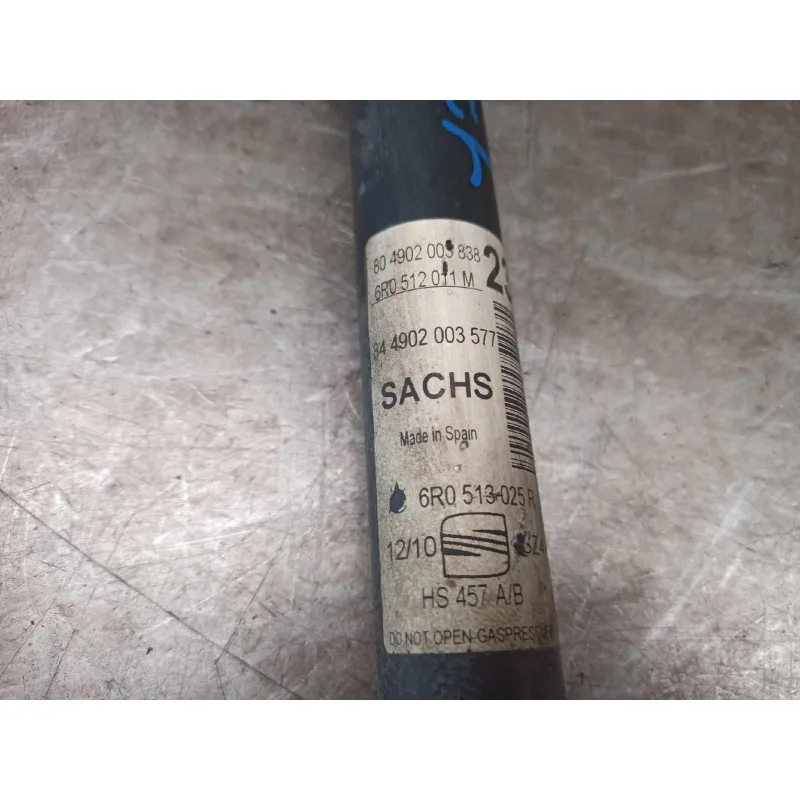 80 4902 003 838
6R0 512 011 M
84 4902 003 577
SACHS
Made in Spain
6R0 513 025 R
12/10
HS 457 A/B
DO NOT OPEN GASPRESSURE